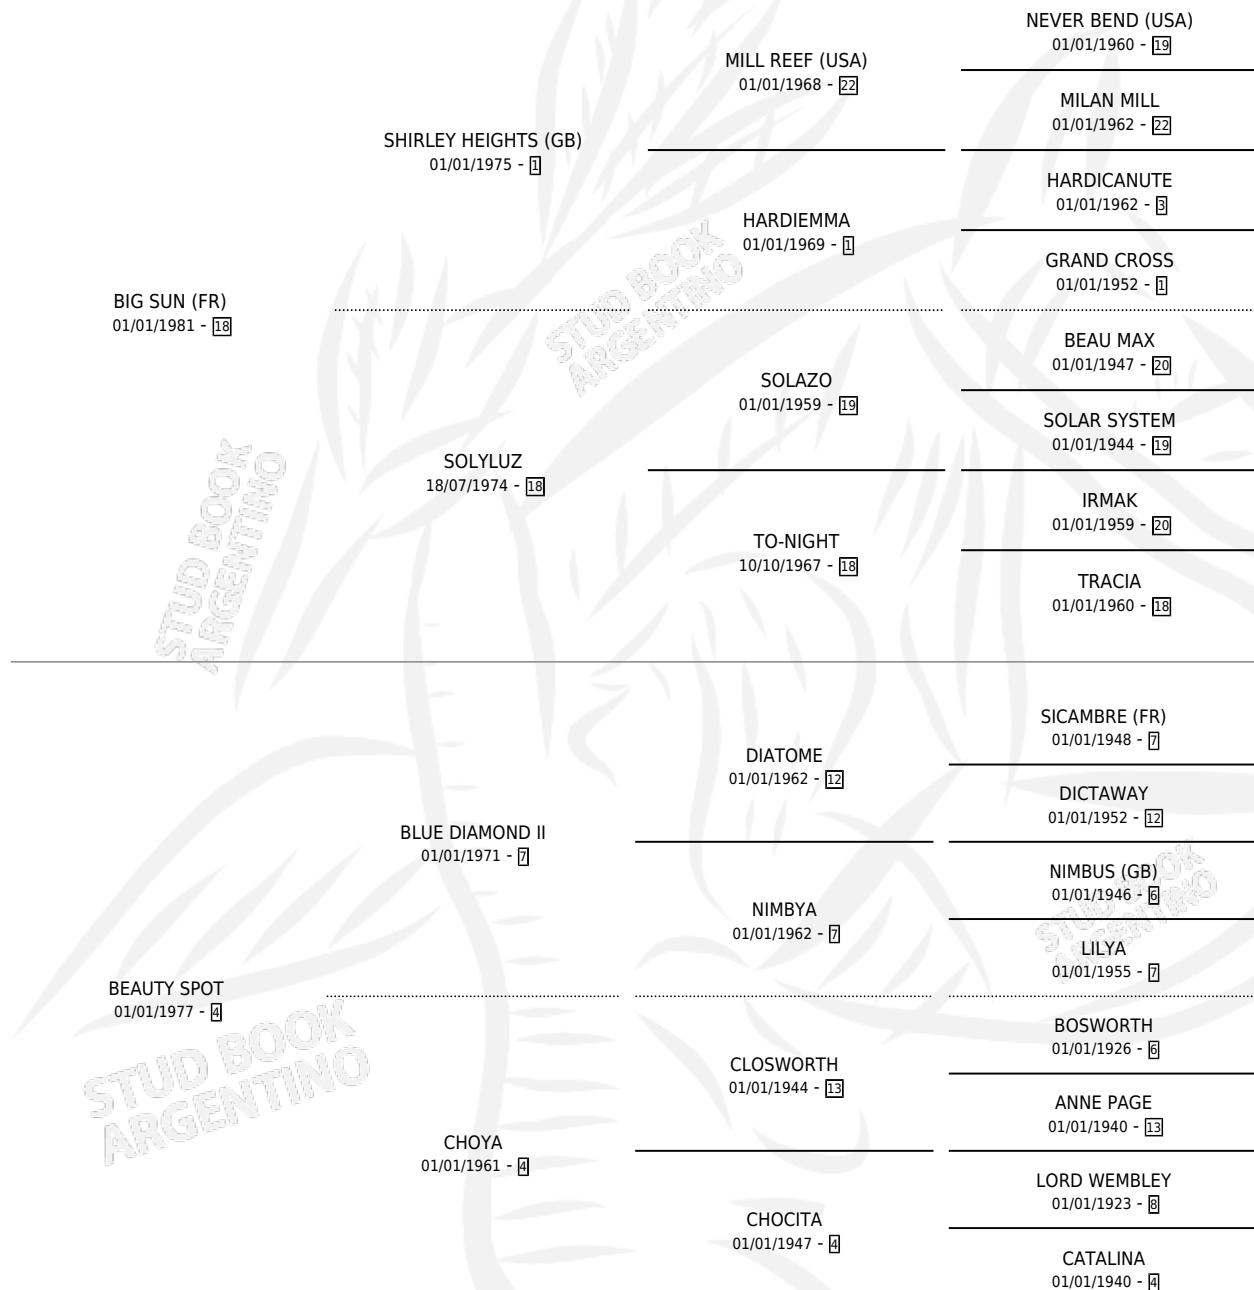 NEVER BEND (USA)
01/01/1960 - 19
MILL REEF (USA)
01/01/1968 - 22
MILAN MILL
01/01/1962 - 22
SHIRLEY HEIGHTS (GB)
01/01/1975 - 1
HARDICANUTE
01/01/1962 - 3
HARDIEMMA
01/01/1969 - 1
GRAND CROSS
01/01/1952 - 1
BIG SUN (FR)
01/01/1981 - 18
BEAU MAX
01/01/1947 - 20
SOLAZO
01/01/1959 - 19
SOLAR SYSTEM
01/01/1944 - 19
SOLYLUZ
18/07/1974 - 18
IRMAK
01/01/1959 - 20
TO-NIGHT
10/10/1967 - 18
TRACIA
01/01/1960 - 18
SICAMBRE (FR)
01/01/1948 - 7
DIATOME
01/01/1962 - 12
DICTAWAY
01/01/1952 - 12
BLUE DIAMOND II
01/01/1971 - 7
NIMBUS (GB)
01/01/1946 - 6
NIMBYA
01/01/1962 - 7
LILYA
01/01/1955 - 7
BEAUTY SPOT
01/01/1977 - 4
BOSWORTH
01/01/1926 - 6
CLOSWORTH
01/01/1944 - 13
ANNE PAGE
01/01/1940 - 13
CHOYA
01/01/1961 - 4
LORD WEMBLEY
01/01/1923 - 8
CHOCITA
01/01/1947 - 4
CATALINA
01/01/1940 - 4
STUD BOOK
ARGENTINO
STUD BOOK
ARGENTINO
STUD BOOK
ARGENTINO
STUD BOOK
ARGENTINO